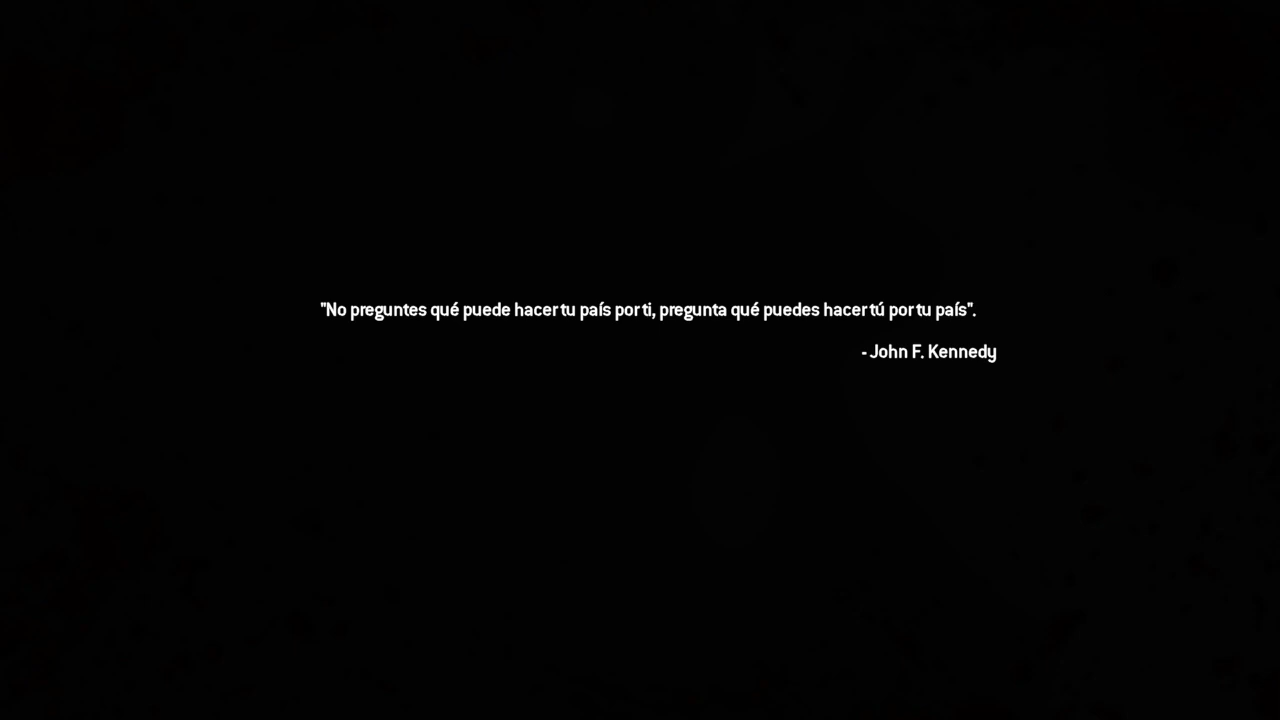 "No preguntes qué puede hacer tu país por ti, pregunta qué puedes hacer tú por tu país".
- John F. Kennedy